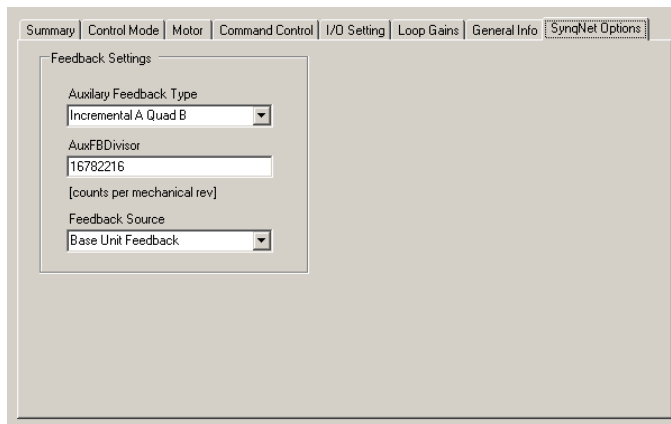 Summary Control Mode Motor Command Control I/O Setting Loop Gains General Info SynqNet Options
Feedback Settings
Auxilary Feedback Type
Incremental A Quad B
AuxFBDivisor
16782216
[counts per mechanical rev]
Feedback Source
Base Unit Feedback